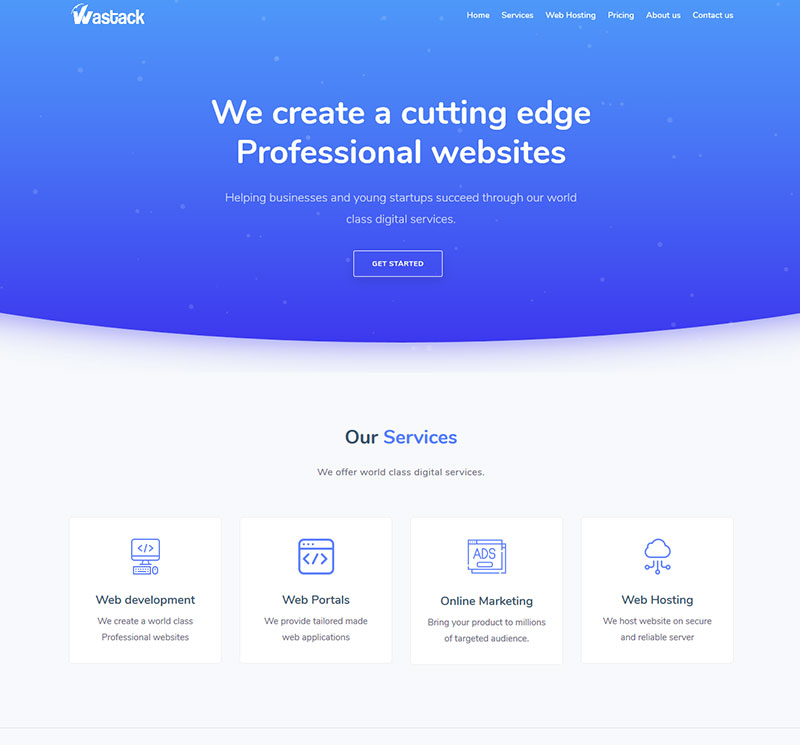 Wastack
Home Services Web Hosting Pricing About us Contact us
We create a cutting edge
Professional websites
Helping businesses and young startups succeed through our world
class digital services.
GET STARTED
Our Services
We offer world class digital services.
</>
</>
ADS
Web development
We create a world class
Professional websites
Web Portals
We provide tailored made
web applications
Online Marketing
Bring your product to millions
of targeted audience.
Web Hosting
We host website on secure
and reliable server